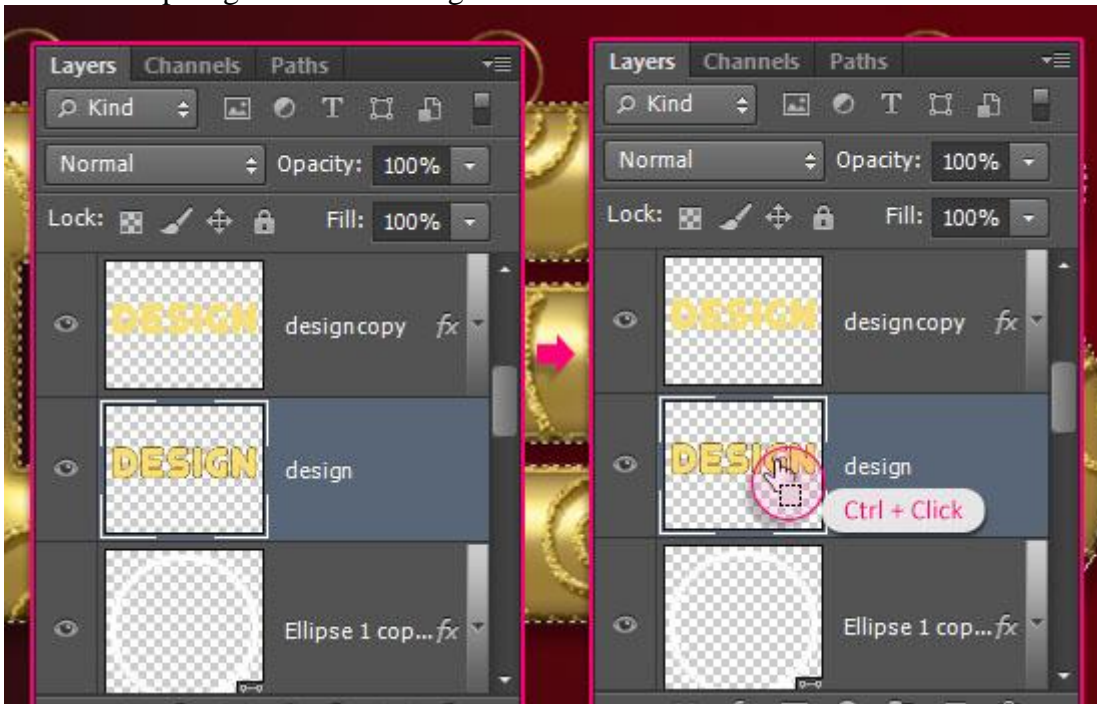 Layers Channels Paths
Kind T
Normal Opacity: 100%
Lock: Fill: 100%
DESIGN designcopy fx
DESIGN design
Ellipse 1 cop... fx
Layers Channels Paths
Kind T
Normal Opacity: 100%
Lock: Fill: 100%
DESIGN designcopy fx
DESIGN design
Ctrl + Click
Ellipse 1 cop... fx